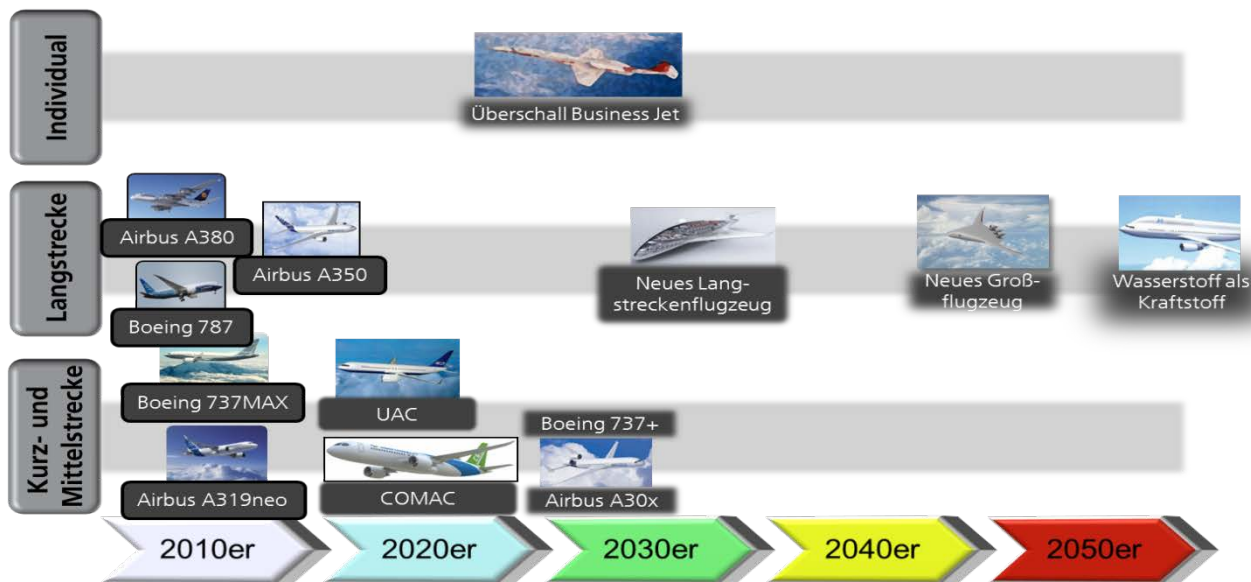 Individual
Überschall Business Jet
Langstrecke
Airbus A380
Airbus A350
Boeing 787
Neues Lang-
streckenflugzeug
Neues Groß-
flugzeug
Wasserstoff als
Kraftstoff
Kurz- und
Mittelstrecke
Boeing 737MAX
UAC
Boeing 737+
Airbus A319neo
COMAC
Airbus A30x
2010er
2020er
2030er
2040er
2050er